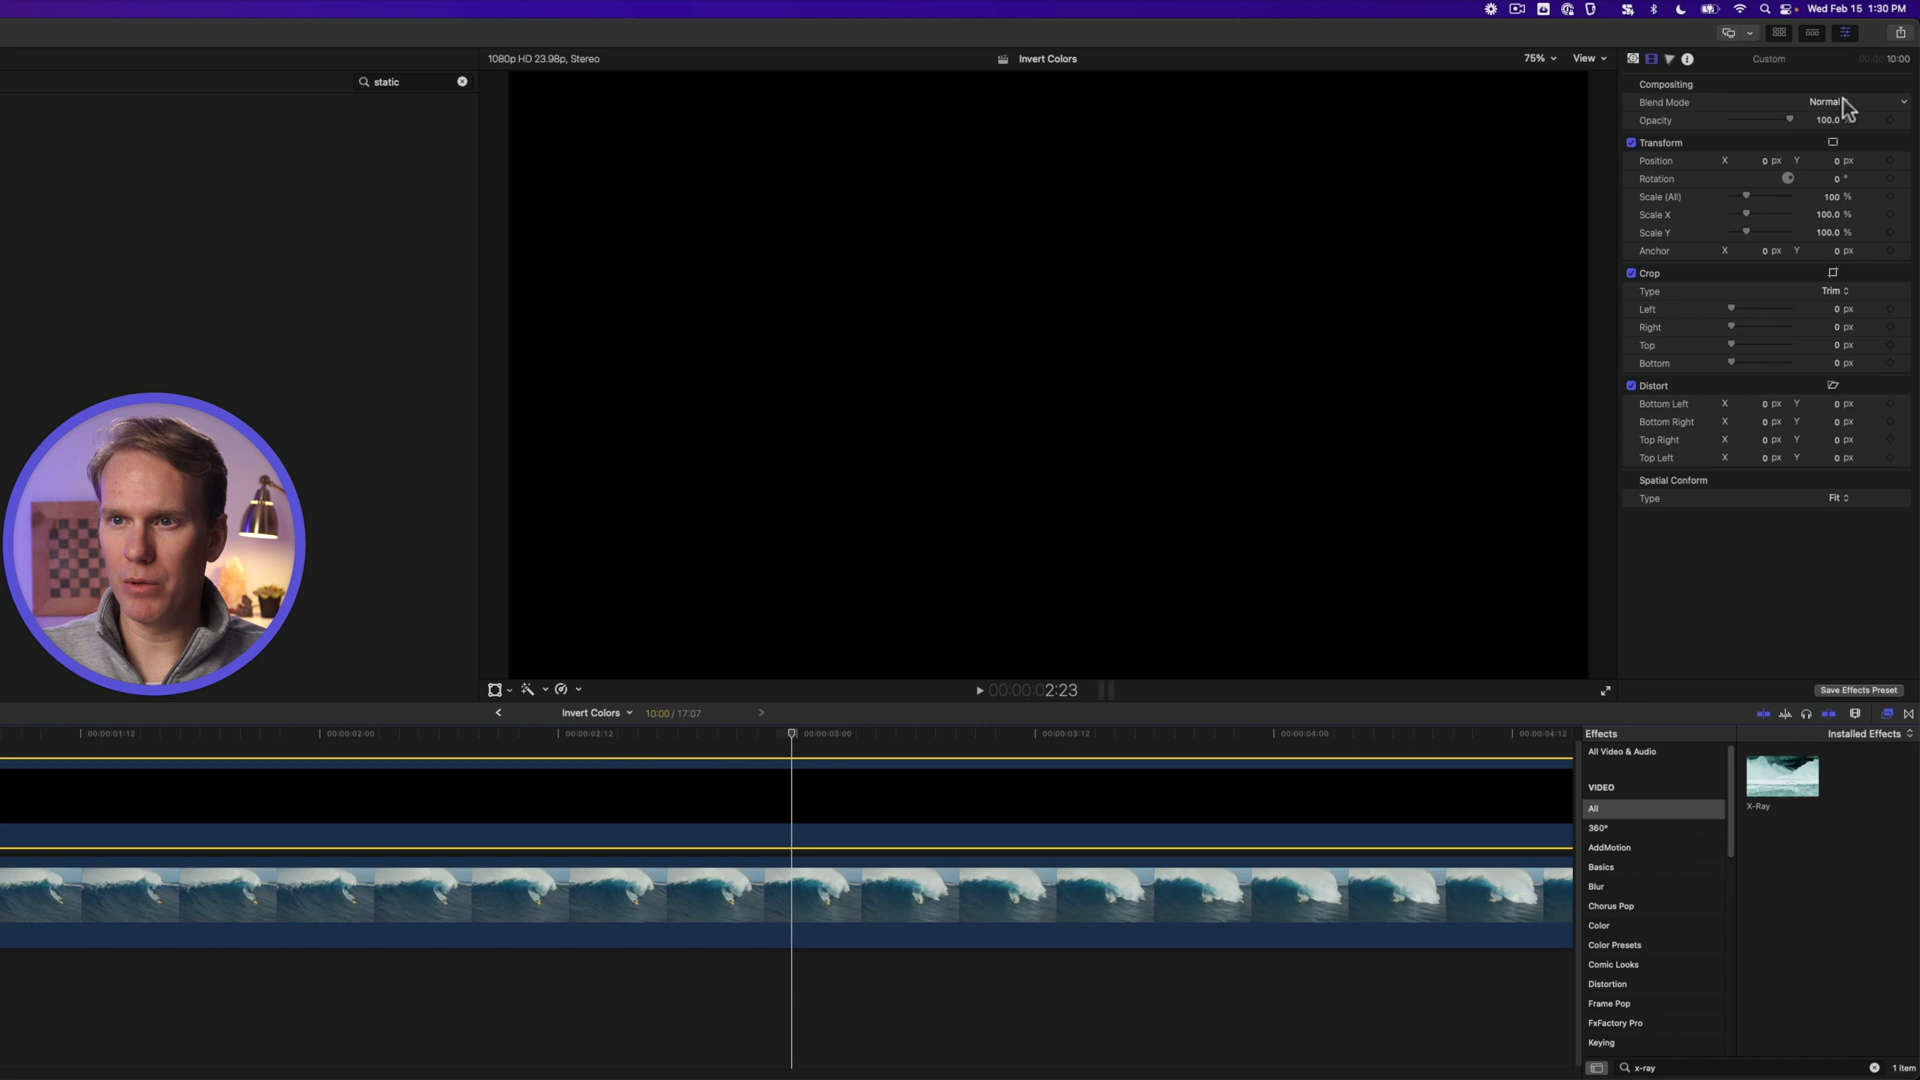 Wed Feb 15 1:30 PM
1080p HD 23.98p, Stereo
Invert Colors
75%
View
Custom
00:00:10:00
static
Compositing
Blend Mode
Normal
Opacity
100.0 %
Transform
Position X 0 px Y 0 px
Rotation 0 °
Scale (All) 100 %
Scale X 100.0 %
Scale Y 100.0 %
Anchor X 0 px Y 0 px
Crop
Type Trim
Left 0 px
Right 0 px
Top 0 px
Bottom 0 px
Distort
Bottom Left X 0 px Y 0 px
Bottom Right X 0 px Y 0 px
Top Right X 0 px Y 0 px
Top Left X 0 px Y 0 px
Spatial Conform
Type Fit
00:00:02:23
Save Effects Preset
Invert Colors
10:00 / 17:07
00:00:01:12
00:00:02:00
00:00:02:12
00:00:03:00
00:00:03:12
00:00:04:00
00:00:04:12
Effects
Installed Effects
All Video & Audio
VIDEO
All
360°
AddMotion
Basics
Blur
Chorus Pop
Color
Color Presets
Comic Looks
Distortion
Frame Pop
FxFactory Pro
Keying
X-Ray
x-ray
1 item